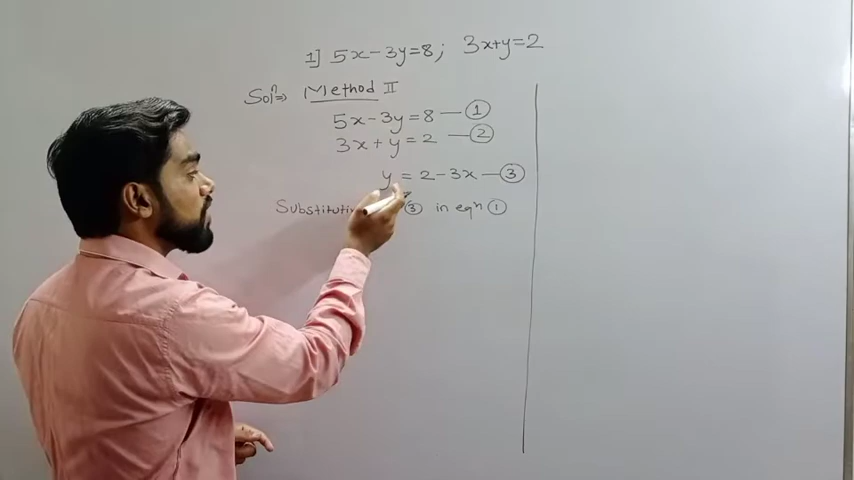 1] 5x-3y=8; 3x+y=2
Solⁿ⇒ Method II
5x-3y=8 — ①
3x+y=2 — ②
y=2-3x — ③
③ in eqⁿ ①